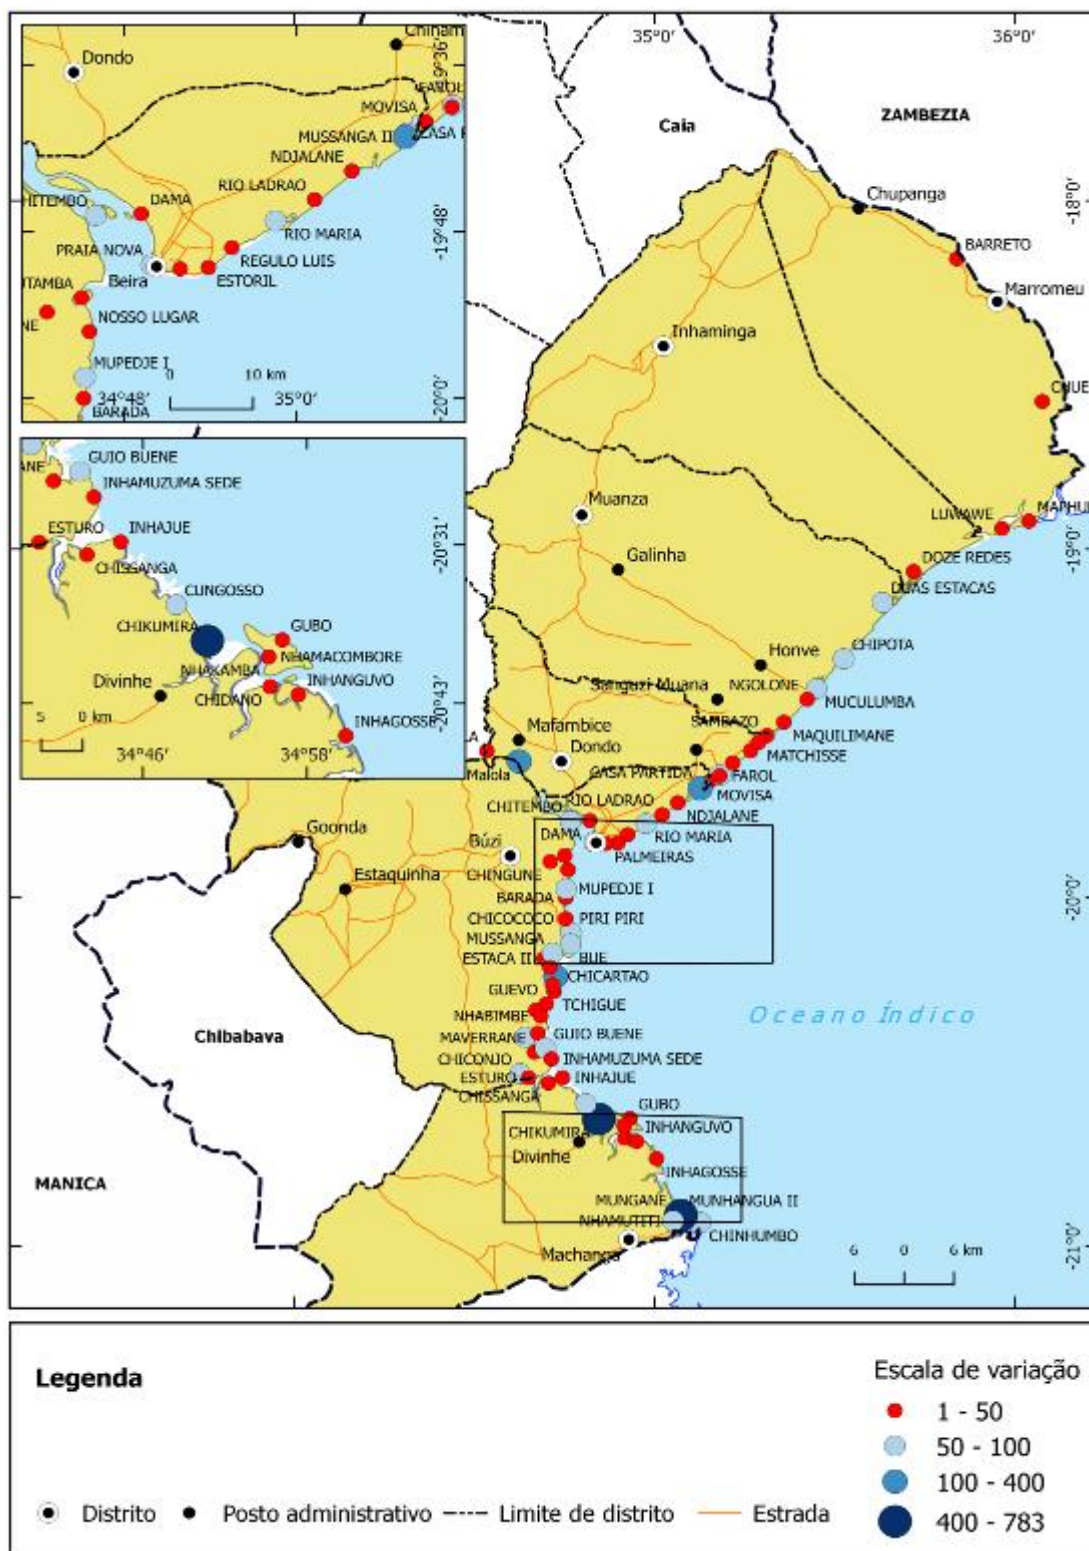 35°0'
36°0'
Dondo
Chinam
-19°36'
FAROL
MOVISA
MUSSANGA II
CASA P
NDJALANE
RIO LADRAO
HITEMBO
DAMA
RIO MARIA
-19°48'
PRAIA NOVA
REGULO LUIS
Beira
ESTORIL
UTAMBA
NE
NOSSO LUGAR
MUPEDJE I
0
10 km
34°48'
35°0'
-20°0'
BARADA
Caia
ZAMBEZIA
Chupanga
-18°0'
BARRETO
Marromeu
Inhaminga
CHUE
Muanza
LUWAWE
MAPHU
-19°0'
Galinha
DOZE REDES
DUAS ESTACAS
CHIPOTA
Honve
Sanguzi Muana
NGOLONE
MUCULUMBA
SAMBAZO
MAQUILIMANE
MATCHISSE
Mafambice
LA
Dondo
Malola
CASA PARTIDA
FAROL
MOVISA
CHITEMBO
RIO LADRAO
NDJALANE
DAMA
RIO MARIA
PALMEIRAS
ANE
GUIO BUENE
INHAMUZUMA SEDE
ESTURO
INHAJUE
-20°31'
CHISSANGA
CUNGOSSO
CHIKUMIRA
GUBO
NHAMACOMBORE
NHAKAMBA
Divinhe
CHIDANO
INHANGUVO
-20°43'
INHAGOSSE
5
0 km
34°46'
34°58'
Goonda
Búzi
Estaquinha
CHINGUNE
MUPEDJE I
BARADA
-20°0'
CHICOCOCO
PIRI PIRI
MUSSANGA
ESTACA II
BUE
CHICARTAO
GUEVO
TCHIGUE
NHABIMBE
Oceano Índico
Chibabava
MAVERRANE
GUIO BUENE
CHICONJO
INHAMUZUMA SEDE
ESTURO
INHAJUE
CHISSANGA
GUBO
CHIKUMIRA
INHANGUVO
Divinhe
INHAGOSSE
MANICA
MUNGANE
MUNHANGUA II
NHAMUTITI
CHINHUMBO
Machanga
6
0
6 km
-21°0'
Legenda
Escala de variação
1 - 50
50 - 100
100 - 400
400 - 783
Distrito
Posto administrativo
Limite de distrito
Estrada